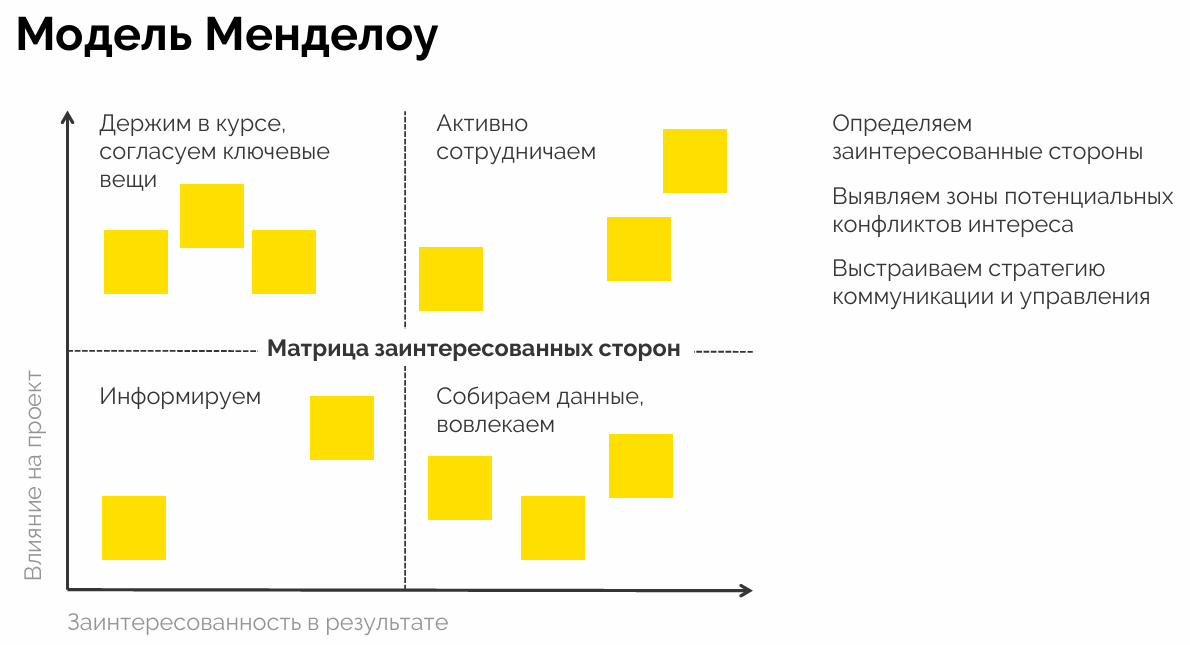 Модель Менделоу
Держим в курсе,
согласуем ключевые
вещи
Активно
сотрудничаем
Определяем
заинтересованные стороны
Выявляем зоны потенциальных
конфликтов интереса
Выстраиваем стратегию
коммуникации и управления
Матрица заинтересованных сторон
Информируем
Собираем данные,
вовлекаем
Влияние на проект
Заинтересованность в результате